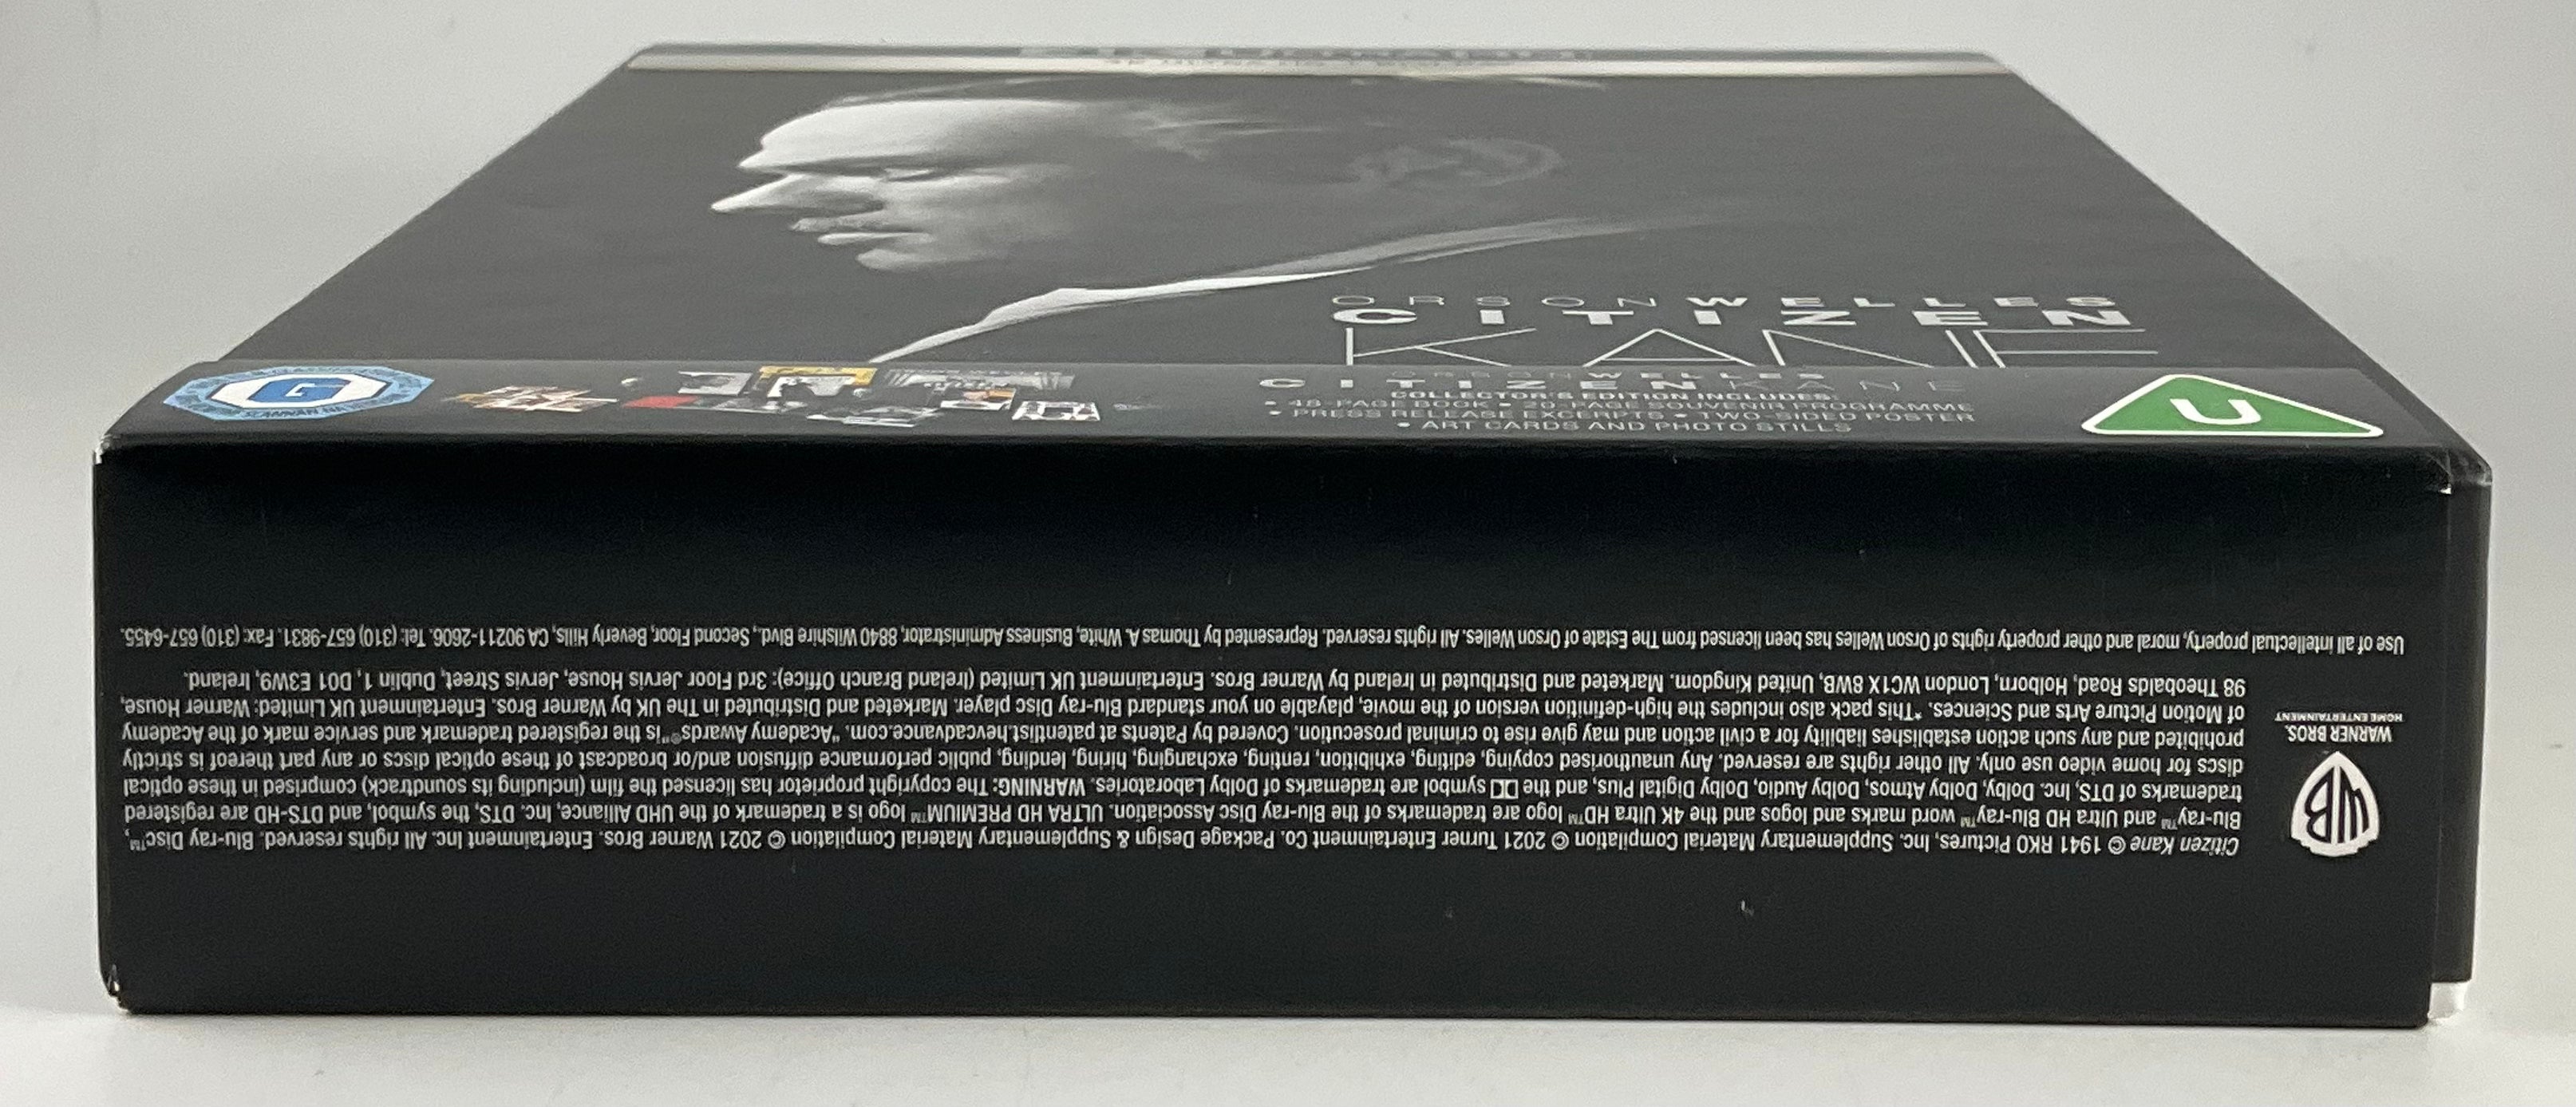 ORSON WELLES
CITIZEN
KANE
ORSON WELLES
CITIZEN KANE
COLLECTOR'S EDITION INCLUDES:
• 48-PAGE BOOK • 20-PAGE SOUVENIR PROGRAMME
• PRESS RELEASE EXCERPTS • TWO-SIDED POSTER
• ART CARDS AND PHOTO STILLS
U
G
Citizen Kane © 1941 RKO Pictures, Inc. Supplementary Material Compilation © 2021 Turner Entertainment Co. Package Design & Supplementary Material Compilation © 2021 Warner Bros. Entertainment Inc. All rights reserved. Blu-ray Disc™,
Blu-ray™ and Ultra HD Blu-ray™ word marks and logos and the 4K Ultra HD™ logo are trademarks of the Blu-ray Disc Association. ULTRA HD PREMIUM™ logo is a trademark of the UHD Alliance, Inc. DTS, the symbol, and DTS-HD are registered
trademarks of DTS, Inc. Dolby, Dolby Atmos, Dolby Audio, Dolby Digital Plus, and the symbol are trademarks of Dolby Laboratories. WARNING: The copyright proprietor has licensed the film (including its soundtrack) comprised in these optical
discs for home video use only. All other rights are reserved. Any unauthorised copying, editing, exhibition, renting, exchanging, hiring, lending, public performance diffusion and/or broadcast of these optical discs or any part thereof is strictly
prohibited and any such action establishes liability for a civil action and may give rise to criminal prosecution. Covered by Patents at patentlist.hevcadvance.com. "Academy Awards®" is the registered trademark and service mark of the Academy
of Motion Picture Arts and Sciences. *This pack also includes the high-definition version of the movie, playable on your standard Blu-ray Disc player. Marketed and Distributed in The UK by Warner Bros. Entertainment UK Limited: Warner House,
98 Theobalds Road, Holborn, London WC1X 8WB, United Kingdom. Marketed and Distributed in Ireland by Warner Bros. Entertainment UK Limited (Ireland Branch Office): 3rd Floor Jervis House, Jervis Street, Dublin 1, D01 E3W9, Ireland.
Use of all intellectual property, moral and other property rights of Orson Welles has been licensed from The Estate of Orson Welles. All rights reserved. Represented by Thomas A. White, Business Administrator, 8840 Wilshire Blvd., Second Floor, Beverly Hills, CA 90211-2606. Tel: (310) 657-9831. Fax: (310) 657-6455.
WB
WARNER BROS.
HOME ENTERTAINMENT